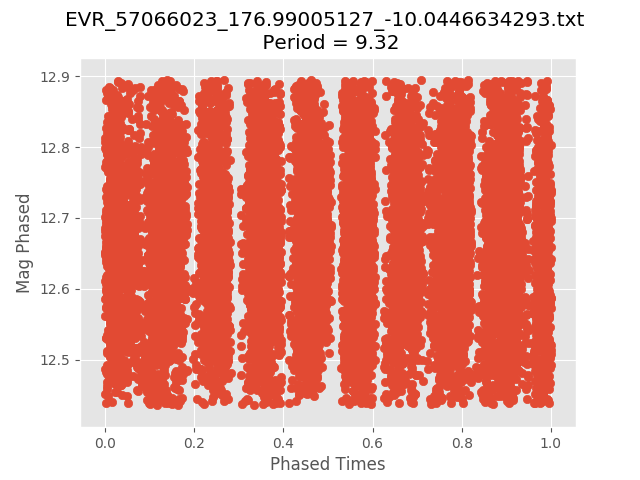 EVR_57066023_176.99005127_-10.0446634293.txt
Period = 9.32
12.9
12.8
12.7
12.6
12.5
Mag Phased
0.0 0.2 0.4 0.6 0.8 1.0
Phased Times